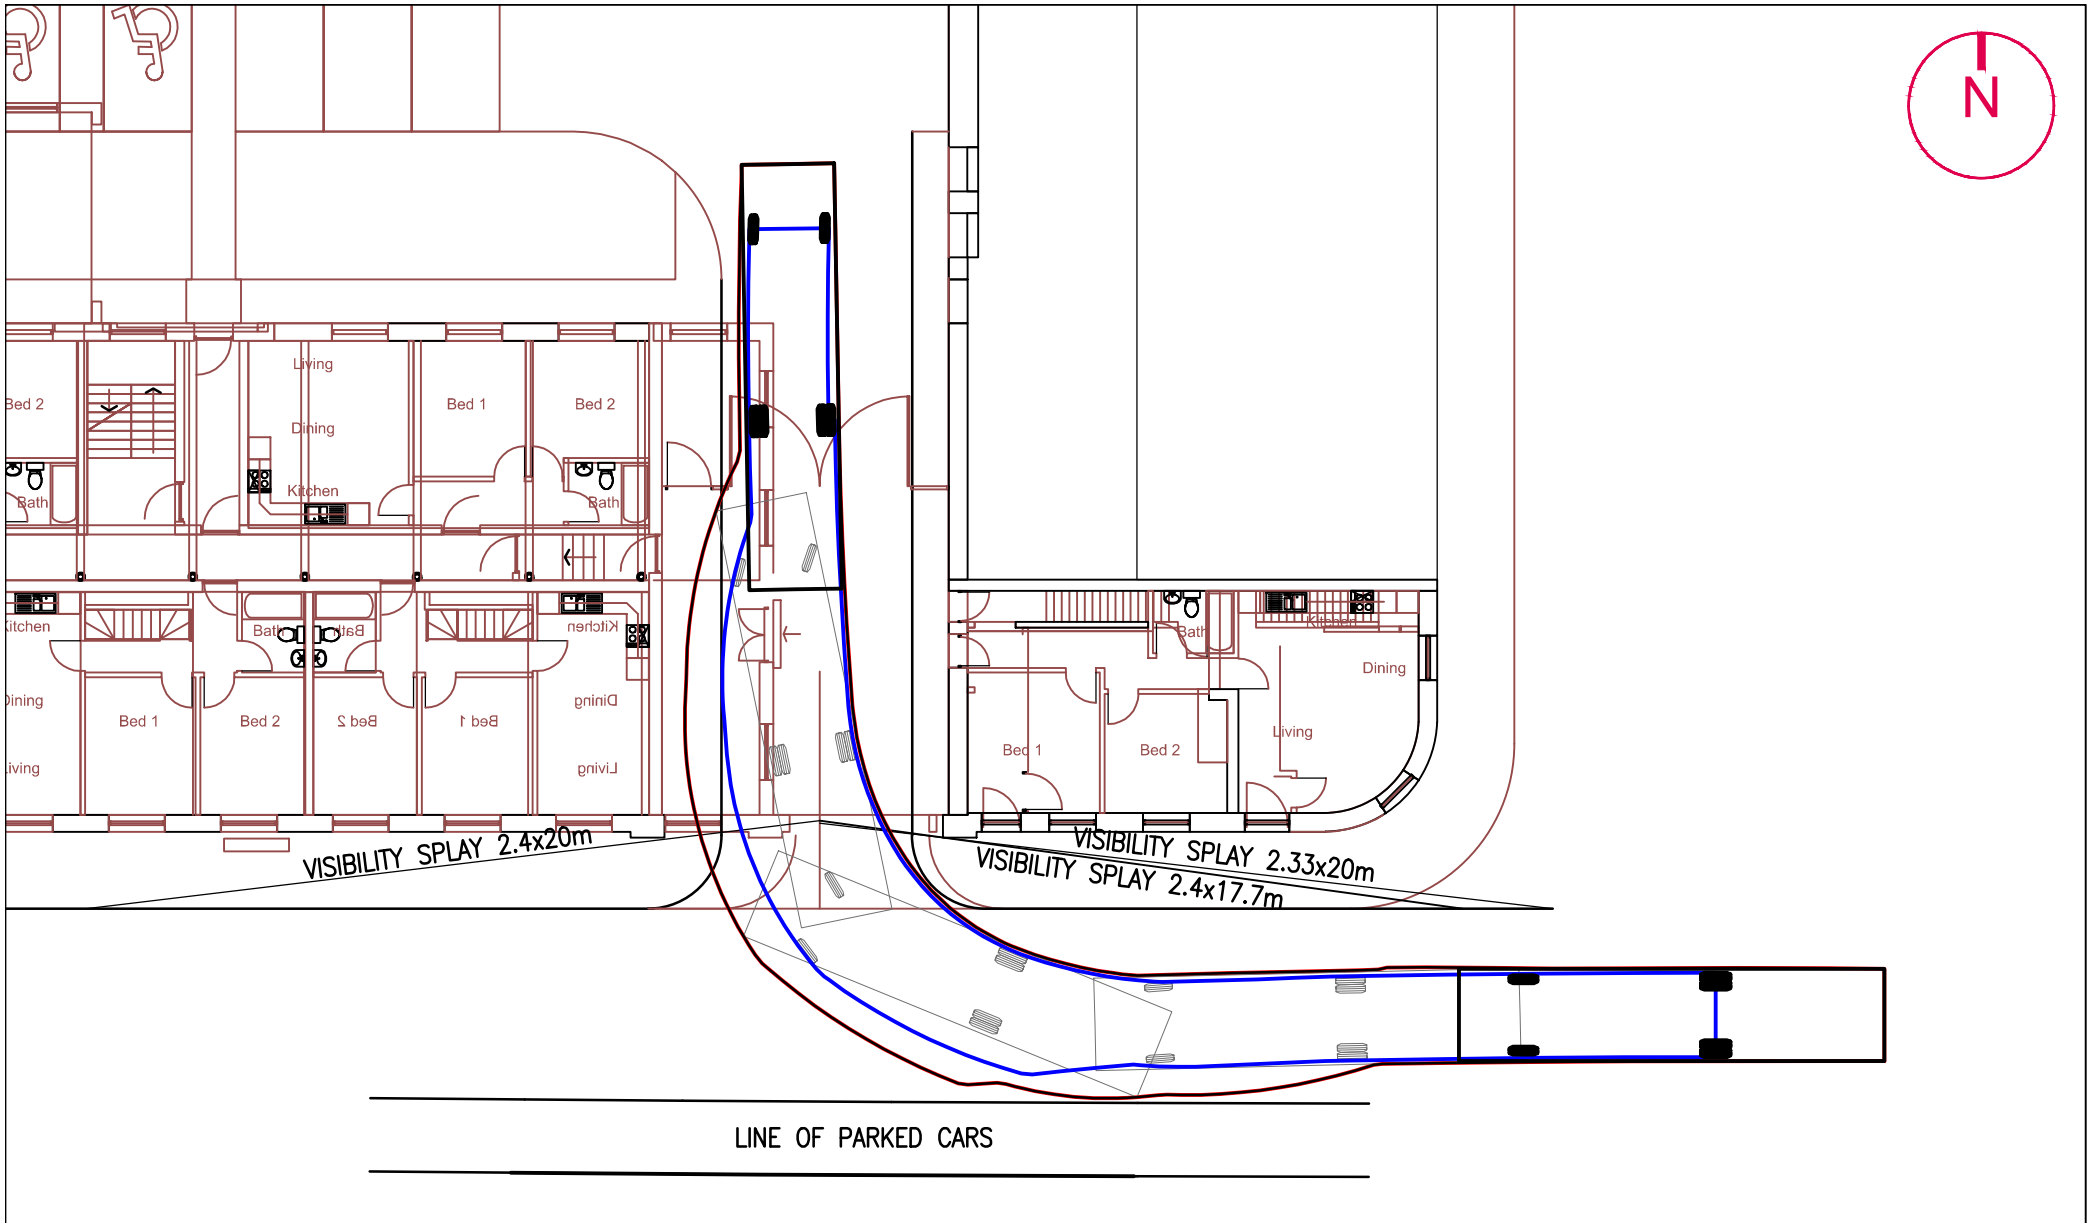 N
Living
Bed 2
Bed 1
Bed 2
Dining
Kitchen
Bath
Bath
Kitchen
Bath
Bath
Kitchen
Bath
Kitchen
Dining
Dining
Bed 1
Bed 2
Bed 2
Bed 1
Dining
Living
Bed 1
Bed 2
Living
Living
VISIBILITY SPLAY 2.4x20m
VISIBILITY SPLAY 2.33x20m
VISIBILITY SPLAY 2.4x17.7m
LINE OF PARKED CARS